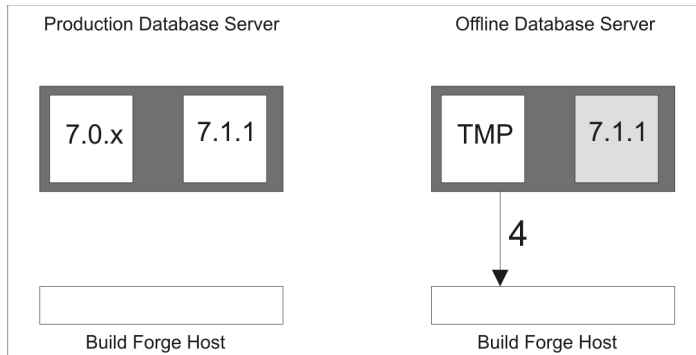 Production Database Server
Offline Database Server
7.0.x
7.1.1
TMP
7.1.1
4
Build Forge Host
Build Forge Host